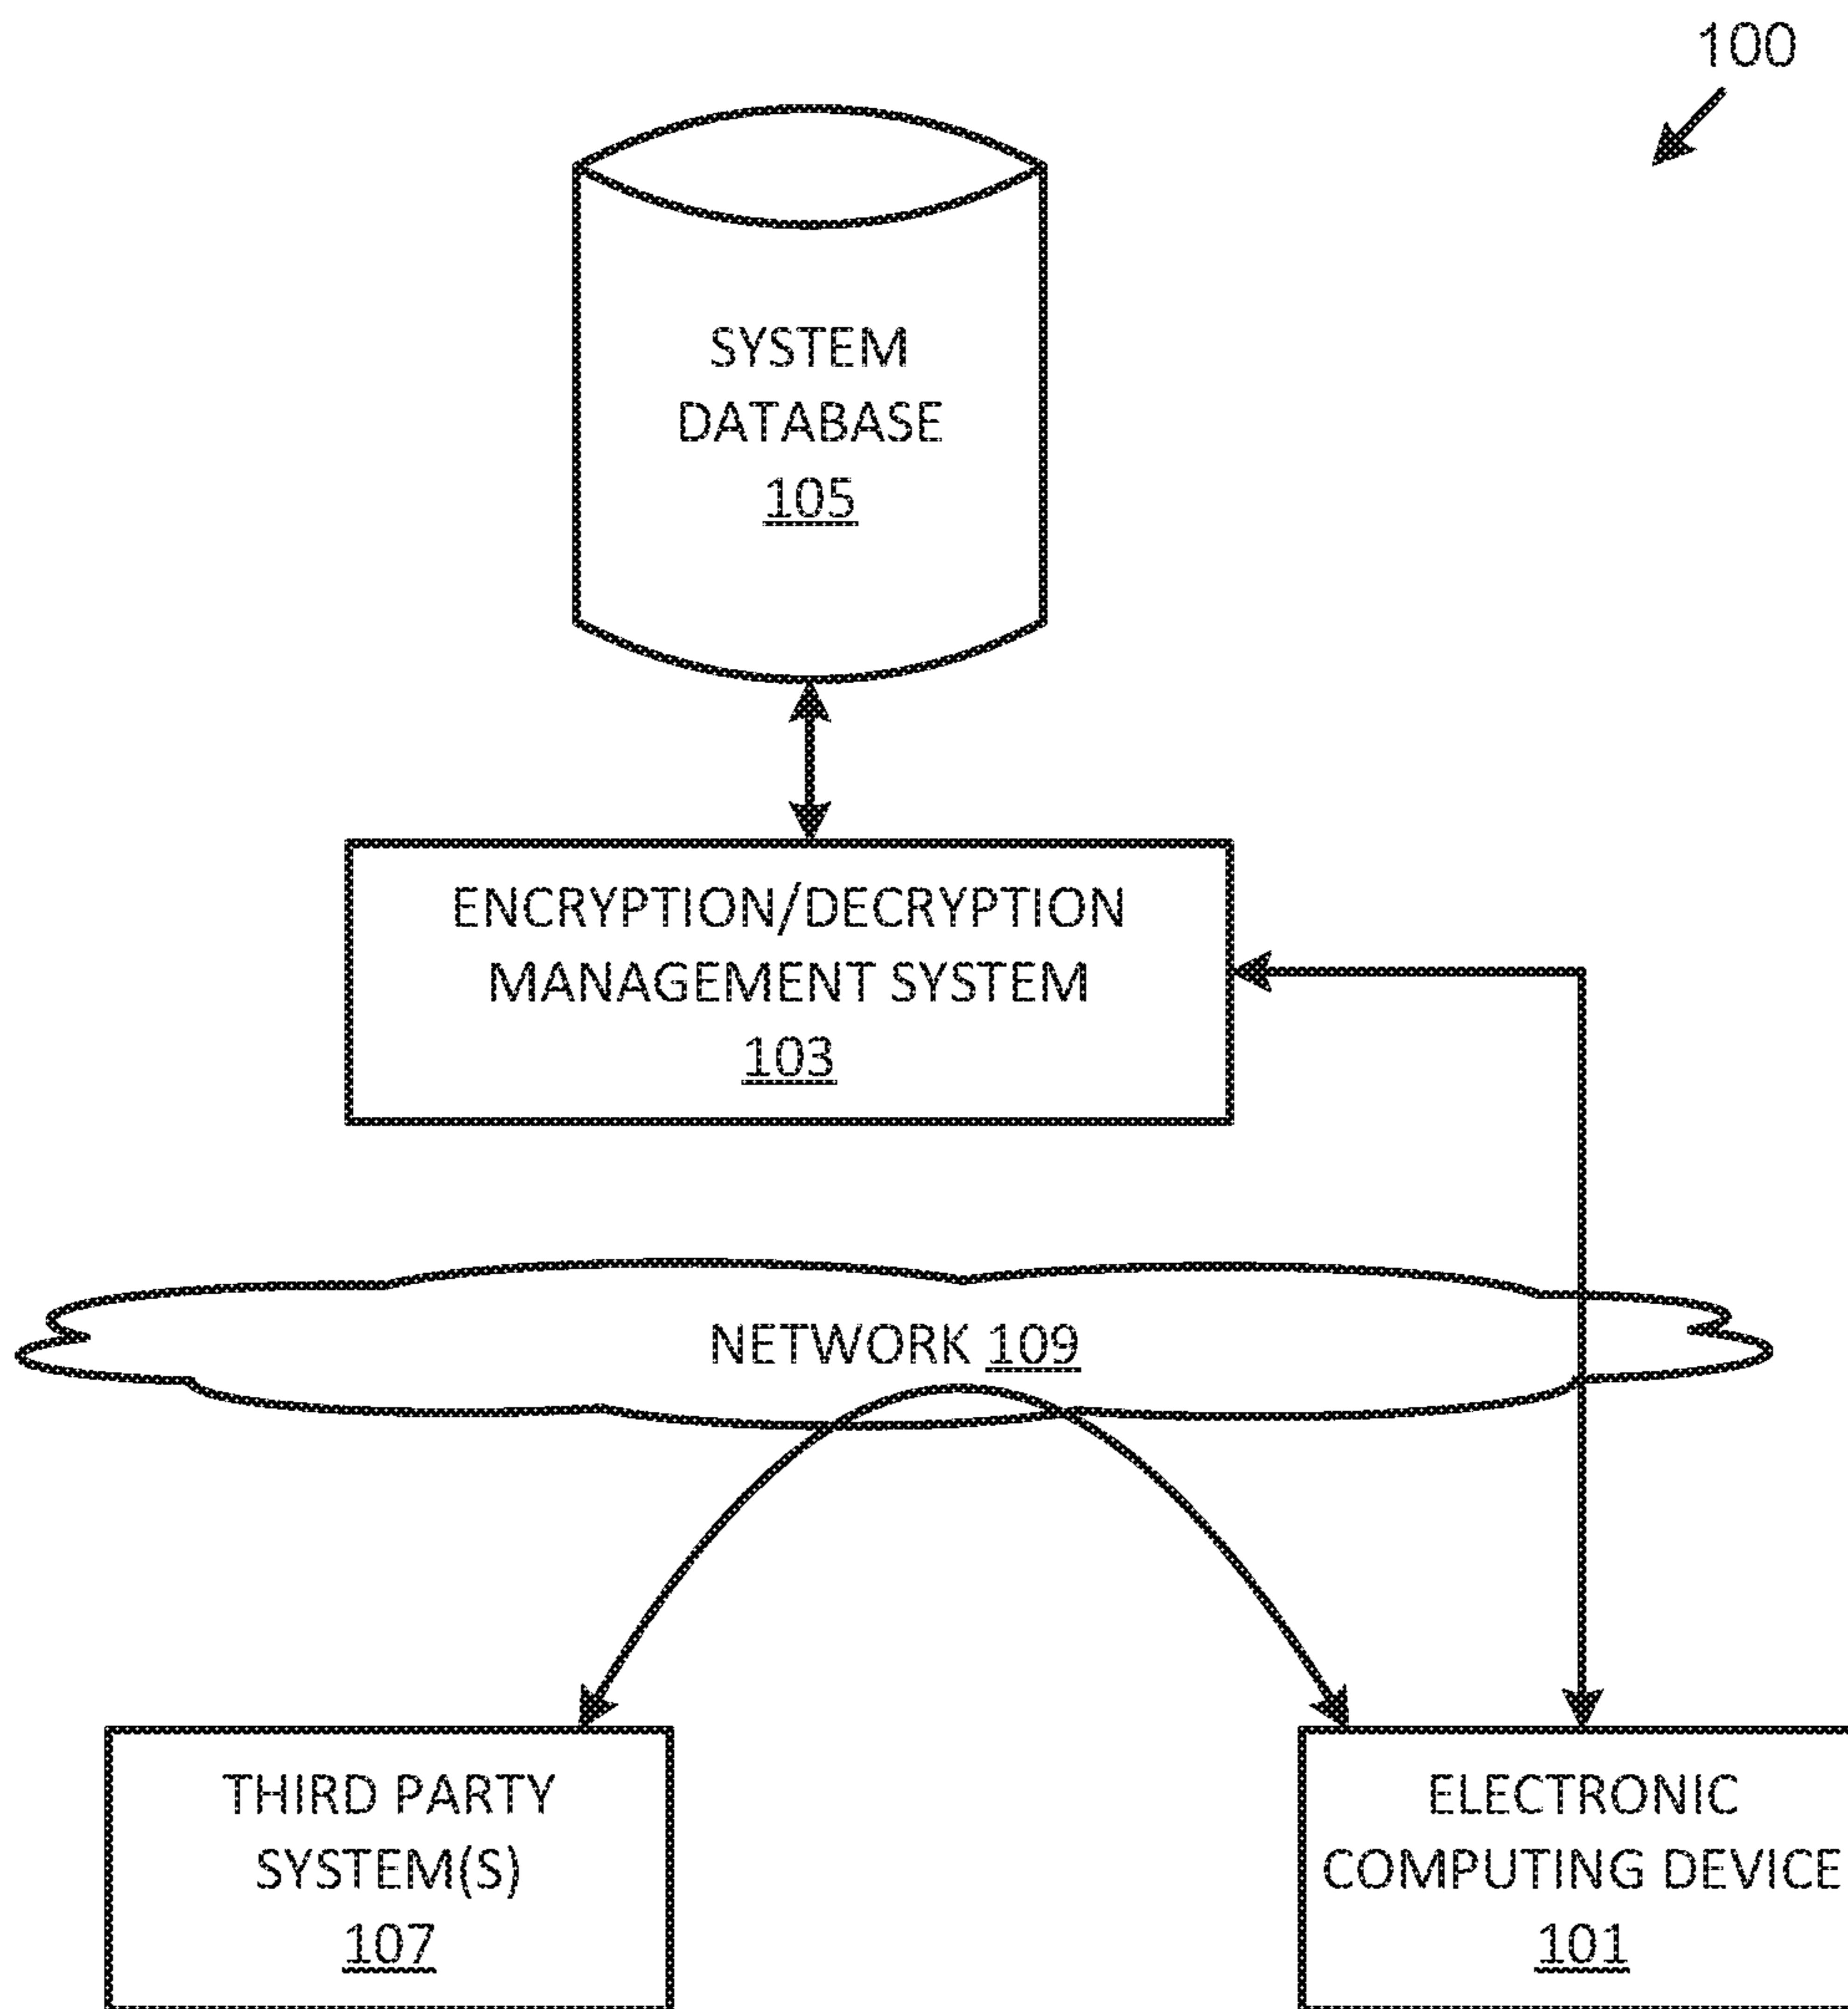 100
SYSTEM
DATABASE
105
ENCRYPTION/DECRYPTION
MANAGEMENT SYSTEM
103
NETWORK 109
THIRD PARTY
SYSTEM(S)
107
ELECTRONIC
COMPUTING DEVICE
101